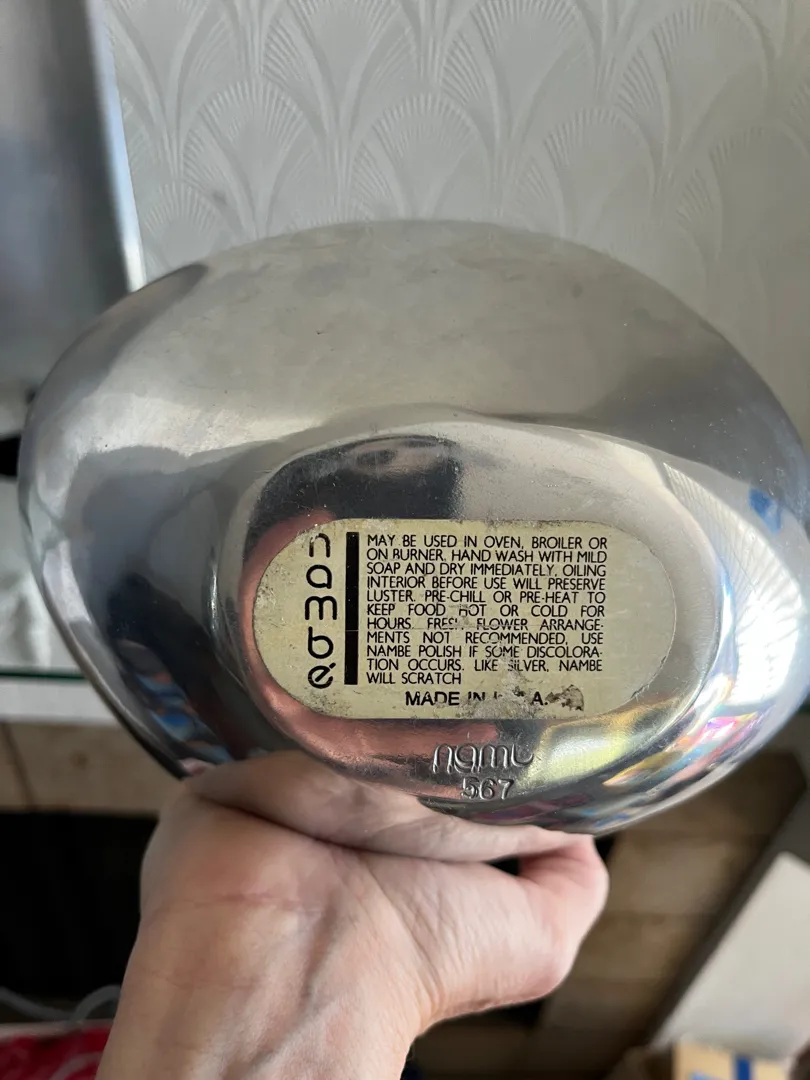 nambé
MAY BE USED IN OVEN, BROILER OR
ON BURNER. HAND WASH WITH MILD
SOAP AND DRY IMMEDIATELY, OILING
INTERIOR BEFORE USE WILL PRESERVE
LUSTER. PRE-CHILL OR PRE-HEAT TO
KEEP FOOD HOT OR COLD FOR
HOURS. FRESH FLOWER ARRANGE-
MENTS NOT RECOMMENDED. USE
NAMBE POLISH IF SOME DISCOLORA-
TION OCCURS. LIKE SILVER, NAMBE
WILL SCRATCH
MADE IN U.S.A.
567